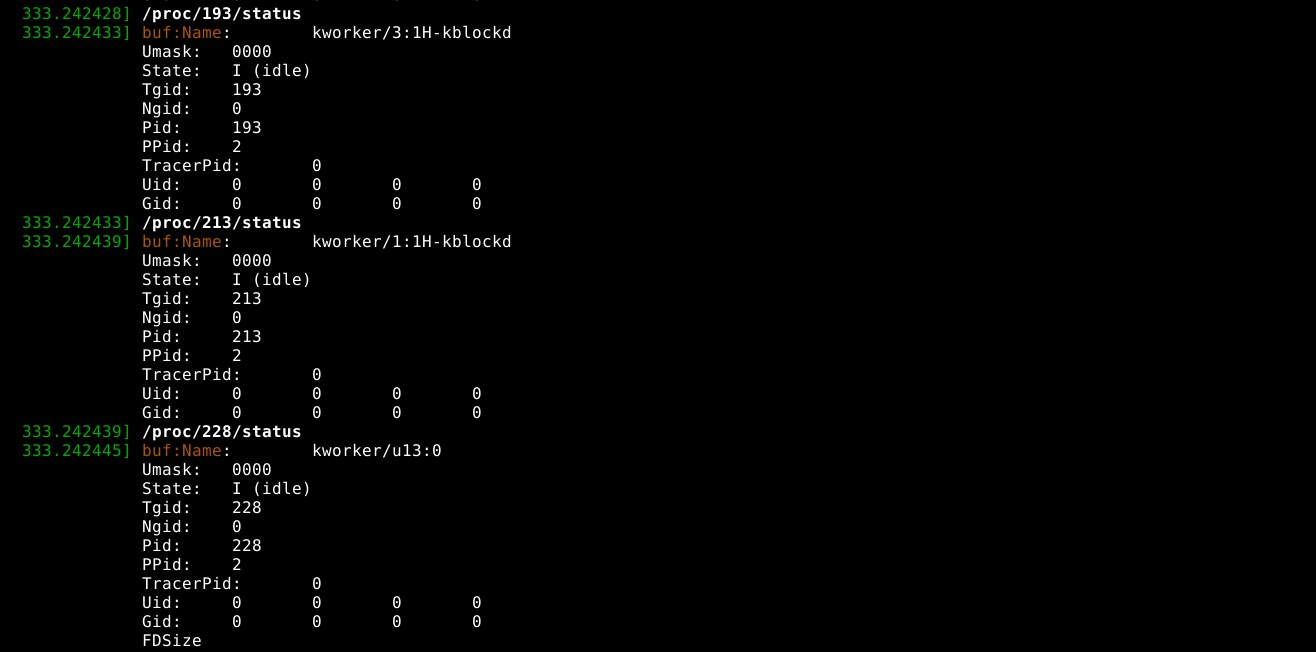 333.242428] /proc/193/status
333.242433] buf:Name: kworker/3:1H-kblockd
Umask: 0000
State: I (idle)
Tgid: 193
Ngid: 0
Pid: 193
PPid: 2
TracerPid: 0
Uid: 0 0 0 0
Gid: 0 0 0 0
333.242433] /proc/213/status
333.242439] buf:Name: kworker/1:1H-kblockd
Umask: 0000
State: I (idle)
Tgid: 213
Ngid: 0
Pid: 213
PPid: 2
TracerPid: 0
Uid: 0 0 0 0
Gid: 0 0 0 0
333.242439] /proc/228/status
333.242445] buf:Name: kworker/u13:0
Umask: 0000
State: I (idle)
Tgid: 228
Ngid: 0
Pid: 228
PPid: 2
TracerPid: 0
Uid: 0 0 0 0
Gid: 0 0 0 0
FDSize